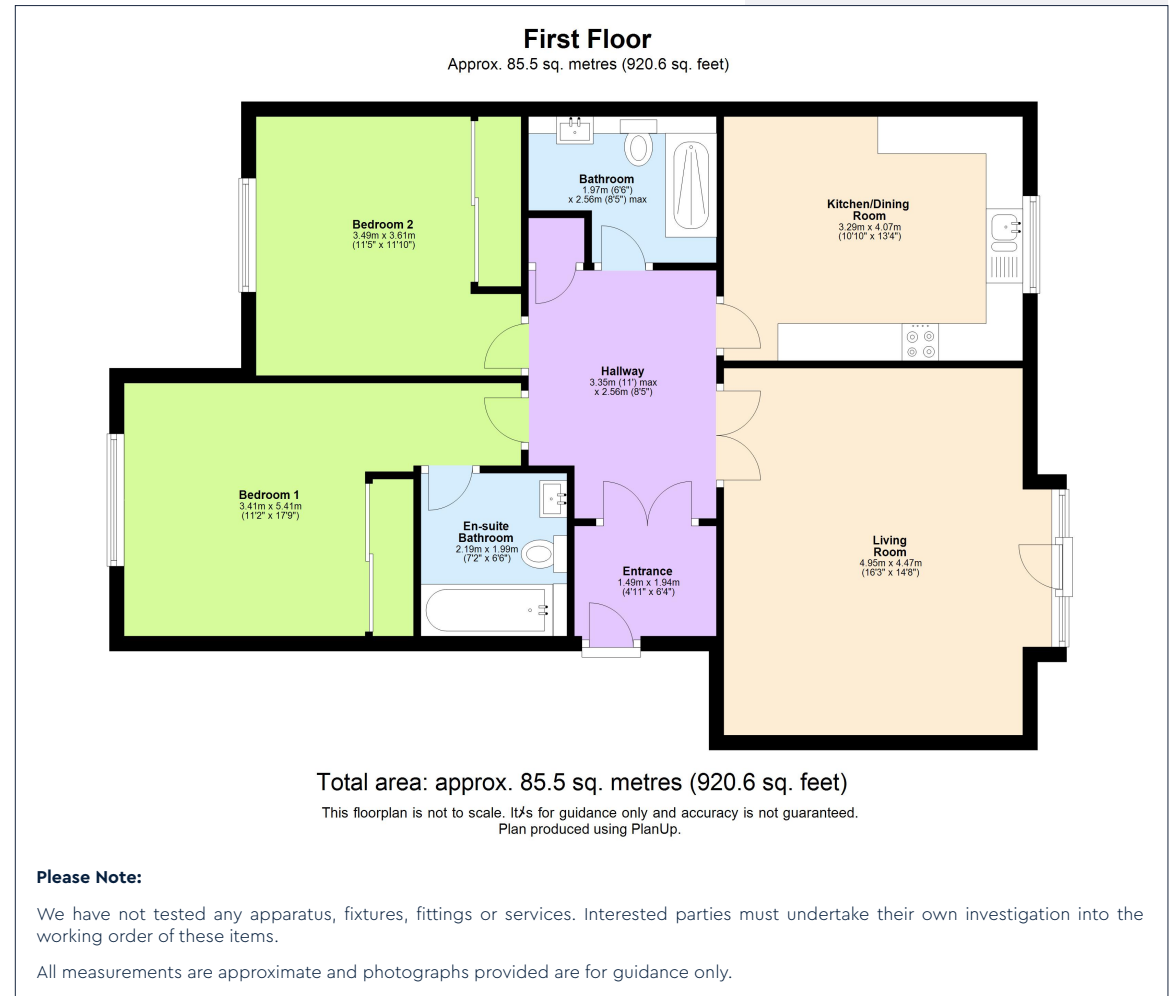 First Floor
Approx. 85.5 sq. metres (920.6 sq. feet)
Bathroom
1.97m (6'6")
x 2.56m (8'5") max
Kitchen/Dining
Room
3.29m x 4.07m
(10'10" x 13'4")
Bedroom 2
3.49m x 3.61m
(11'5" x 11'10")
Hallway
3.35m (11') max
x 2.56m (8'5")
Bedroom 1
3.41m x 5.41m
(11'2" x 17'9")
En-suite
Bathroom
2.19m x 1.99m
(7'2" x 6'6")
Living
Room
4.95m x 4.47m
(16'3" x 14'8")
Entrance
1.49m x 1.94m
(4'11" x 6'4")
Total area: approx. 85.5 sq. metres (920.6 sq. feet)
This floorplan is not to scale. It's for guidance only and accuracy is not guaranteed.
Plan produced using PlanUp.
Please Note:
We have not tested any apparatus, fixtures, fittings or services. Interested parties must undertake their own investigation into the
working order of these items.
All measurements are approximate and photographs provided are for guidance only.